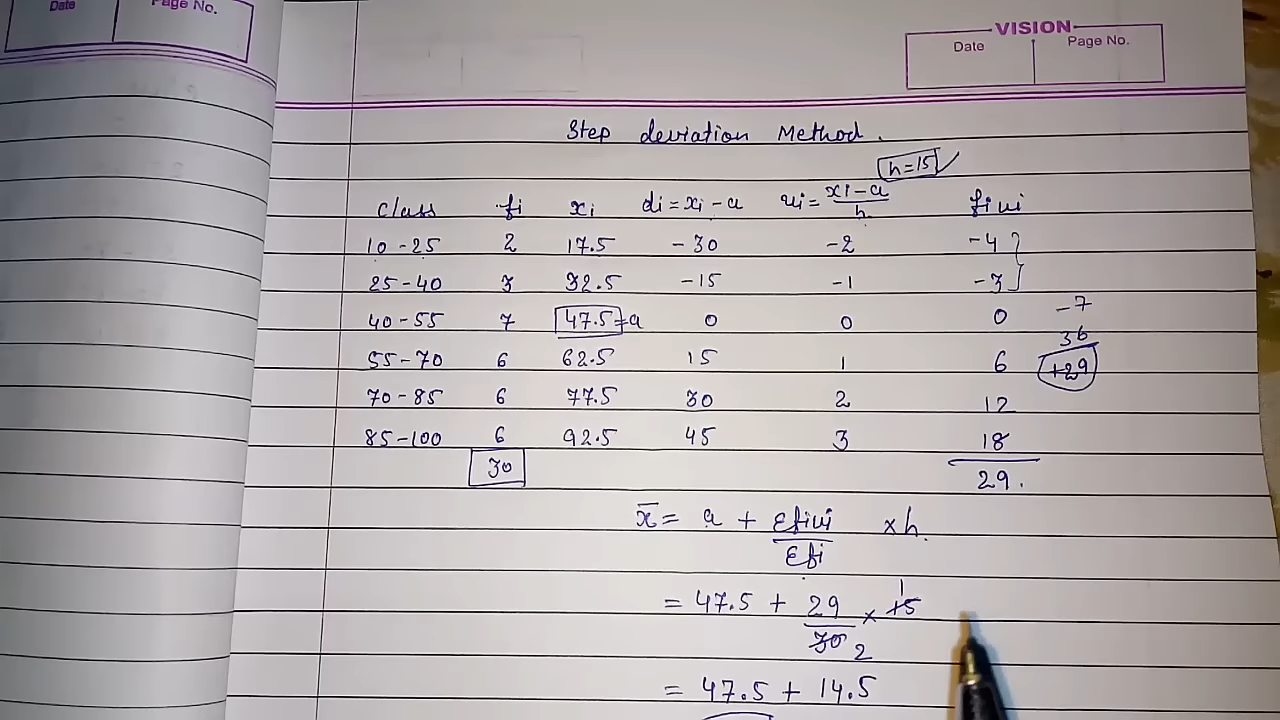 Date Page No.
VISION
Date Page No.
Step deviation Method.
h=15
class fi xi di = xi - a ui = xi - a / h fiui
10-25 2 17.5 -30 -2 -4
25-40 3 32.5 -15 -1 -3
40-55 7 47.5=a 0 0 0 -7
36
55-70 6 62.5 15 1 6 +29
70-85 6 77.5 30 2 12
85-100 6 92.5 45 3 18
30 29.
x̄ = a + Σfiui / Σfi × h.
= 47.5 + 29 / 30 2 × 15 1
= 47.5 + 14.5